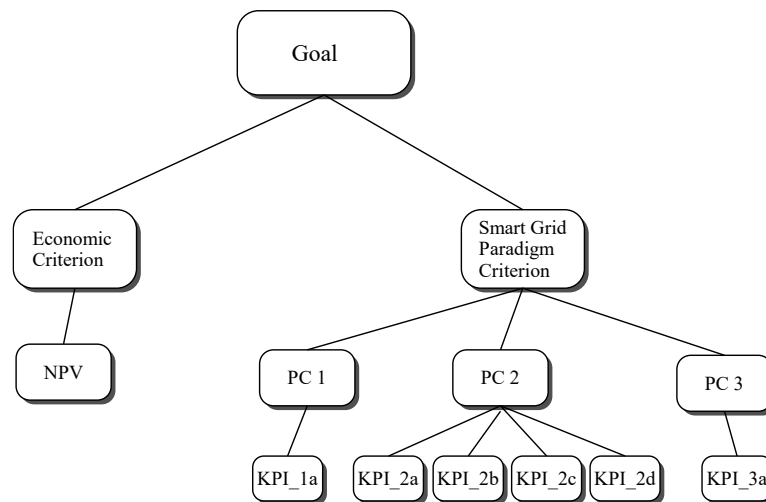 Goal
Economic
Criterion
Smart Grid
Paradigm
Criterion
NPV
PC 1
PC 2
PC 3
KPI_1a
KPI_2a
KPI_2b
KPI_2c
KPI_2d
KPI_3a